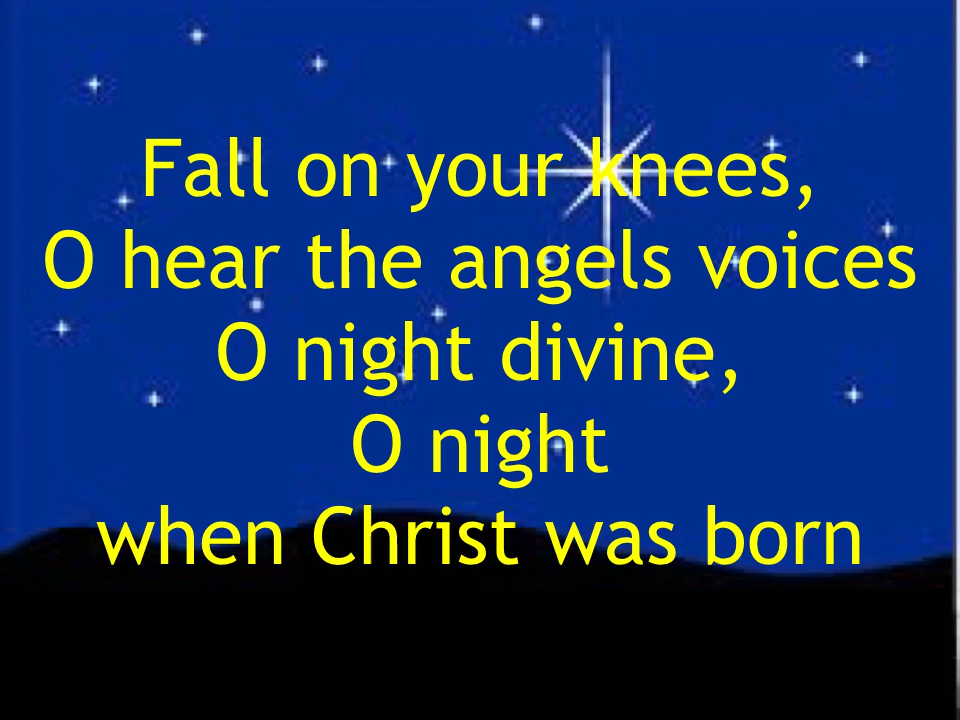 Fall on your knees,
O hear the angels voices
O night divine,
O night
when Christ was born